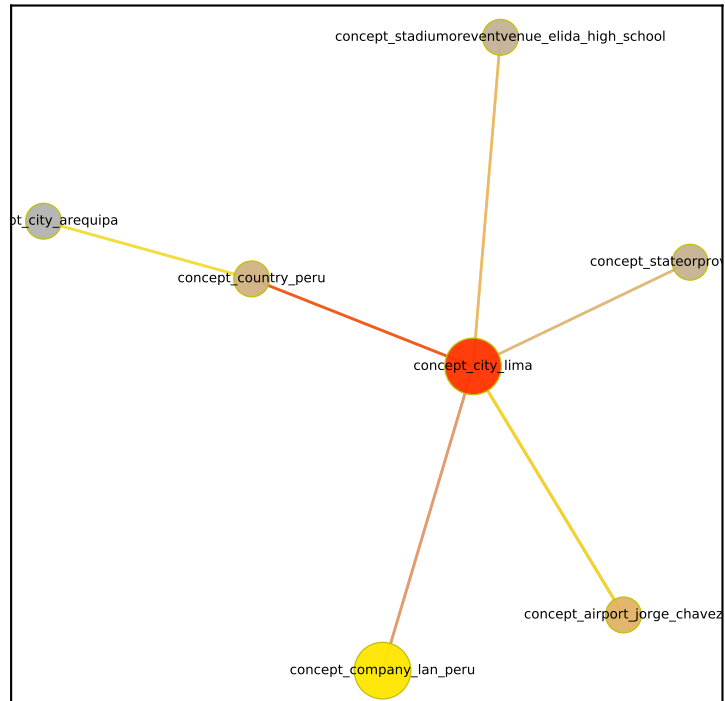 concept_stadiumoreventvenue_elida_high_school
pt_city_arequipa
concept_country_peru
concept_stateorprov
concept_city_lima
concept_airport_jorge_chavez
concept_company_lan_peru